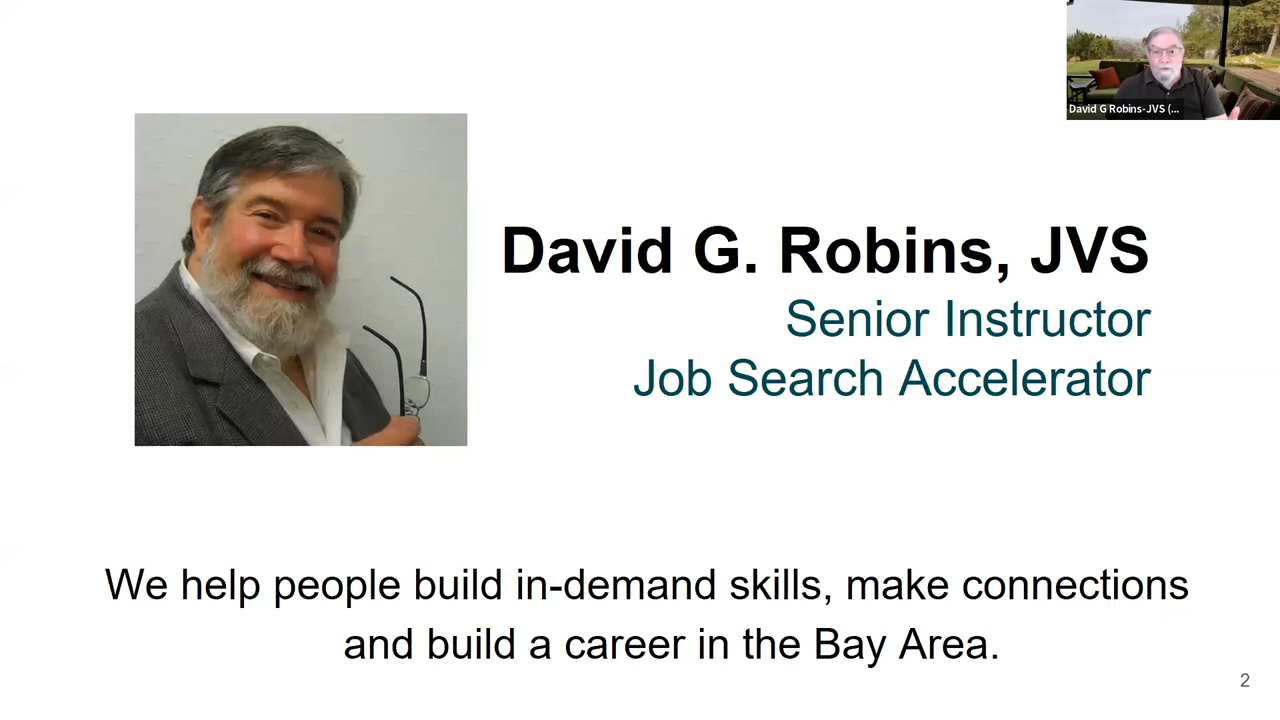 David G Robins-JVS (...
David G. Robins, JVS
Senior Instructor
Job Search Accelerator
We help people build in-demand skills, make connections
and build a career in the Bay Area.
2